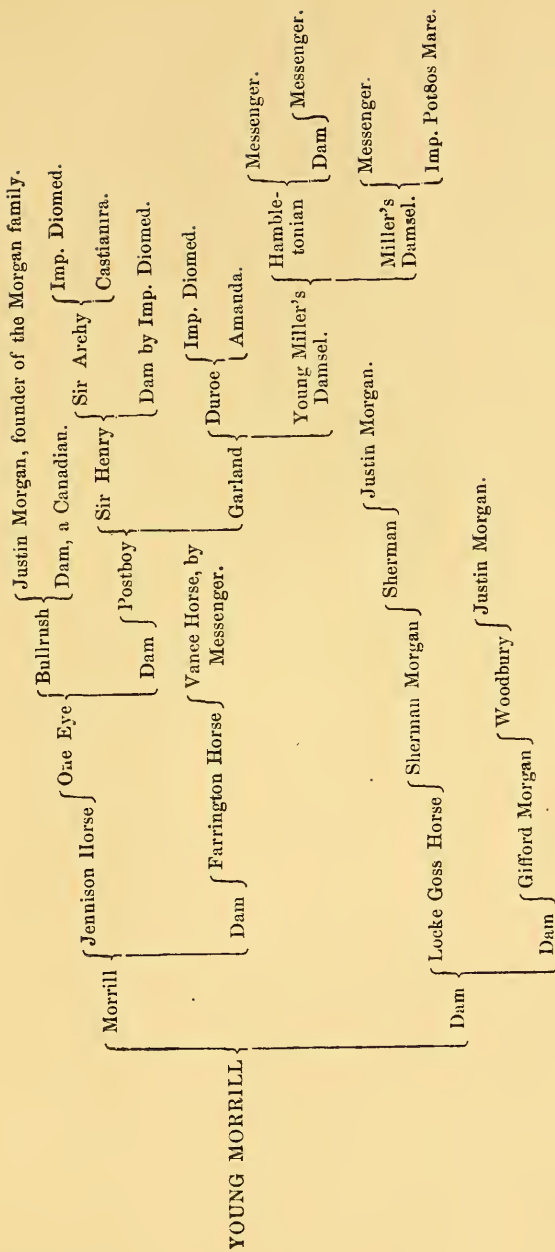 YOUNG MORRILL
Morrill
Jennison Horse
One Eye
Bullrush
Justin Morgan, founder of the Morgan family.
Dam, a Canadian.
Dam
Postboy
Sir Henry
Sir Archy
Imp. Diomed.
Castianira.
Dam by Imp. Diomed.
Garland
Duroe
Imp. Diomed.
Amanda.
Young Miller's
Damsel.
Hamble-
tonian
Messenger.
Dam
Messenger.
Miller's
Damsel.
Messenger.
Imp. Pot8os Mare.
Dam
Farrington Horse
Vance Horse, by
Messenger.
Dam
Locke Goss Horse
Sherman Morgan
Sherman
Justin Morgan.
Dam
Gifford Morgan
Woodbury
Justin Morgan.